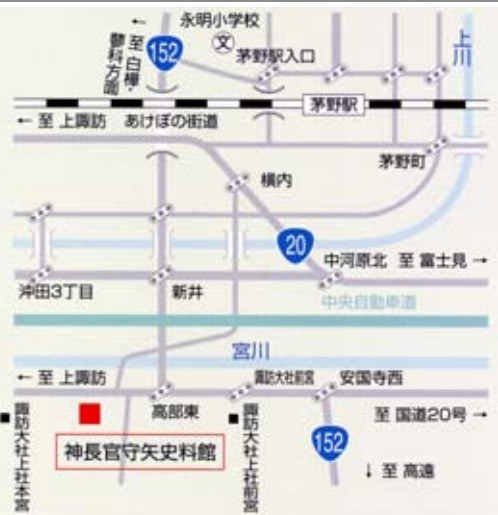 永明小学校
←
至 白樺・
蓼科方面
152
文
茅野駅入口
上川
茅野駅
← 至 上諏訪
あけぼの街道
茅野町
横内
20
中河原北
至 富士見 →
沖田3丁目
新井
中央自動車道
宮川
← 至 上諏訪
諏訪大社前宮
安国寺西
高部東
至 国道20号 →
諏訪大社上社本宮
神長官守矢史料館
諏訪大社上社前宮
152
↓ 至 高遠